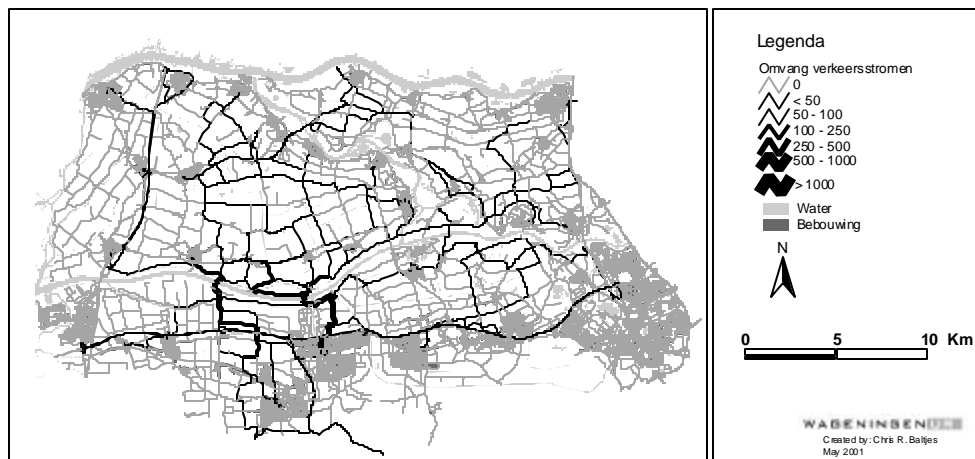 Legenda
Omvang verkeersstromen
0
< 50
50 - 100
100 - 250
250 - 500
500 - 1000
> 1000
Water
Bebouwing
N
0 5 10 Km
WAGENINGEN
Created by: Chris R. Baltjes
May 2001